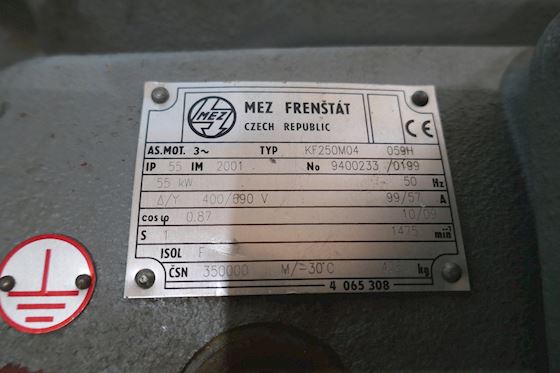 MEZ MEZ FRENŠTÁT
CZECH REPUBLIC
CE
AS.MOT. 3~ TYP KF250M04 059H
IP 55 IM 2001 No 9400233 /0199
55 kW 50 Hz
Δ/Y 400/690 V 99/57 A
cos φ 0.87 10/09
S 1 1475 min⁻¹
ISOL F
ČSN 350000 M/-30°C kg
4 065 308